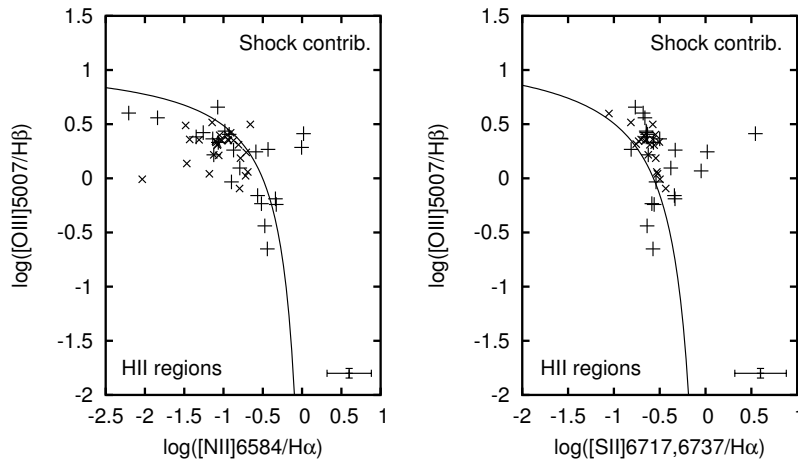 1.5
1
0.5
0
-0.5
-1
-1.5
-2
log([OIII]5007/Hβ)
Shock contrib.
HII regions
-2.5 -2 -1.5 -1 -0.5 0 0.5 1
log([NII]6584/Hα)
1.5
1
0.5
0
-0.5
-1
-1.5
-2
log([OIII]5007/Hβ)
Shock contrib.
HII regions
-2 -1.5 -1 -0.5 0 0.5 1
log([SII]6717,6737/Hα)